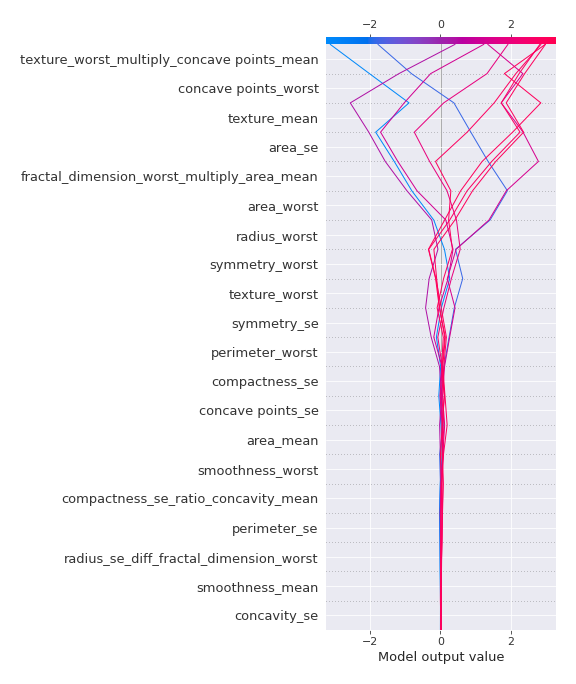 −2 0 2
texture_worst_multiply_concave points_mean
concave points_worst
texture_mean
area_se
fractal_dimension_worst_multiply_area_mean
area_worst
radius_worst
symmetry_worst
texture_worst
symmetry_se
perimeter_worst
compactness_se
concave points_se
area_mean
smoothness_worst
compactness_se_ratio_concavity_mean
perimeter_se
radius_se_diff_fractal_dimension_worst
smoothness_mean
concavity_se
−2 0 2
Model output value